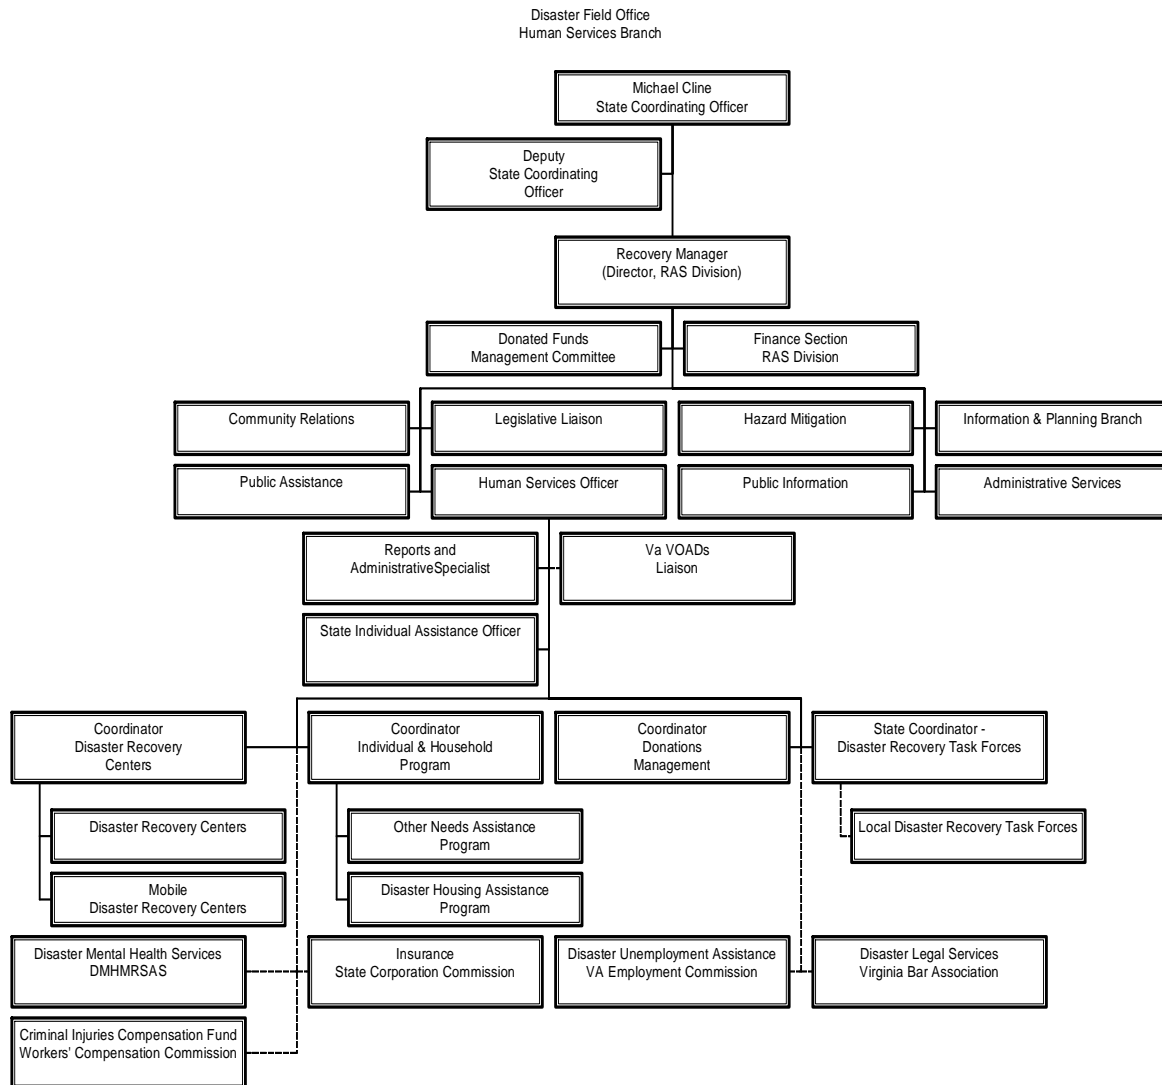 Disaster Field Office
Human Services Branch
Michael Cline
State Coordinating Officer
Deputy
State Coordinating
Officer
Recovery Manager
(Director, RAS Division)
Donated Funds
Management Committee
Finance Section
RAS Division
Community Relations
Legislative Liaison
Hazard Mitigation
Information & Planning Branch
Public Assistance
Human Services Officer
Public Information
Administrative Services
Reports and
AdministrativeSpecialist
Va VOADs
Liaison
State Individual Assistance Officer
Coordinator
Disaster Recovery
Centers
Coordinator
Individual & Household
Program
Coordinator
Donations
Management
State Coordinator -
Disaster Recovery Task Forces
Disaster Recovery Centers
Other Needs Assistance
Program
Local Disaster Recovery Task Forces
Mobile
Disaster Recovery Centers
Disaster Housing Assistance
Program
Disaster Mental Health Services
DMHMRSAS
Insurance
State Corporation Commission
Disaster Unemployment Assistance
VA Employment Commission
Disaster Legal Services
Virginia Bar Association
Criminal Injuries Compensation Fund
Workers' Compensation Commission